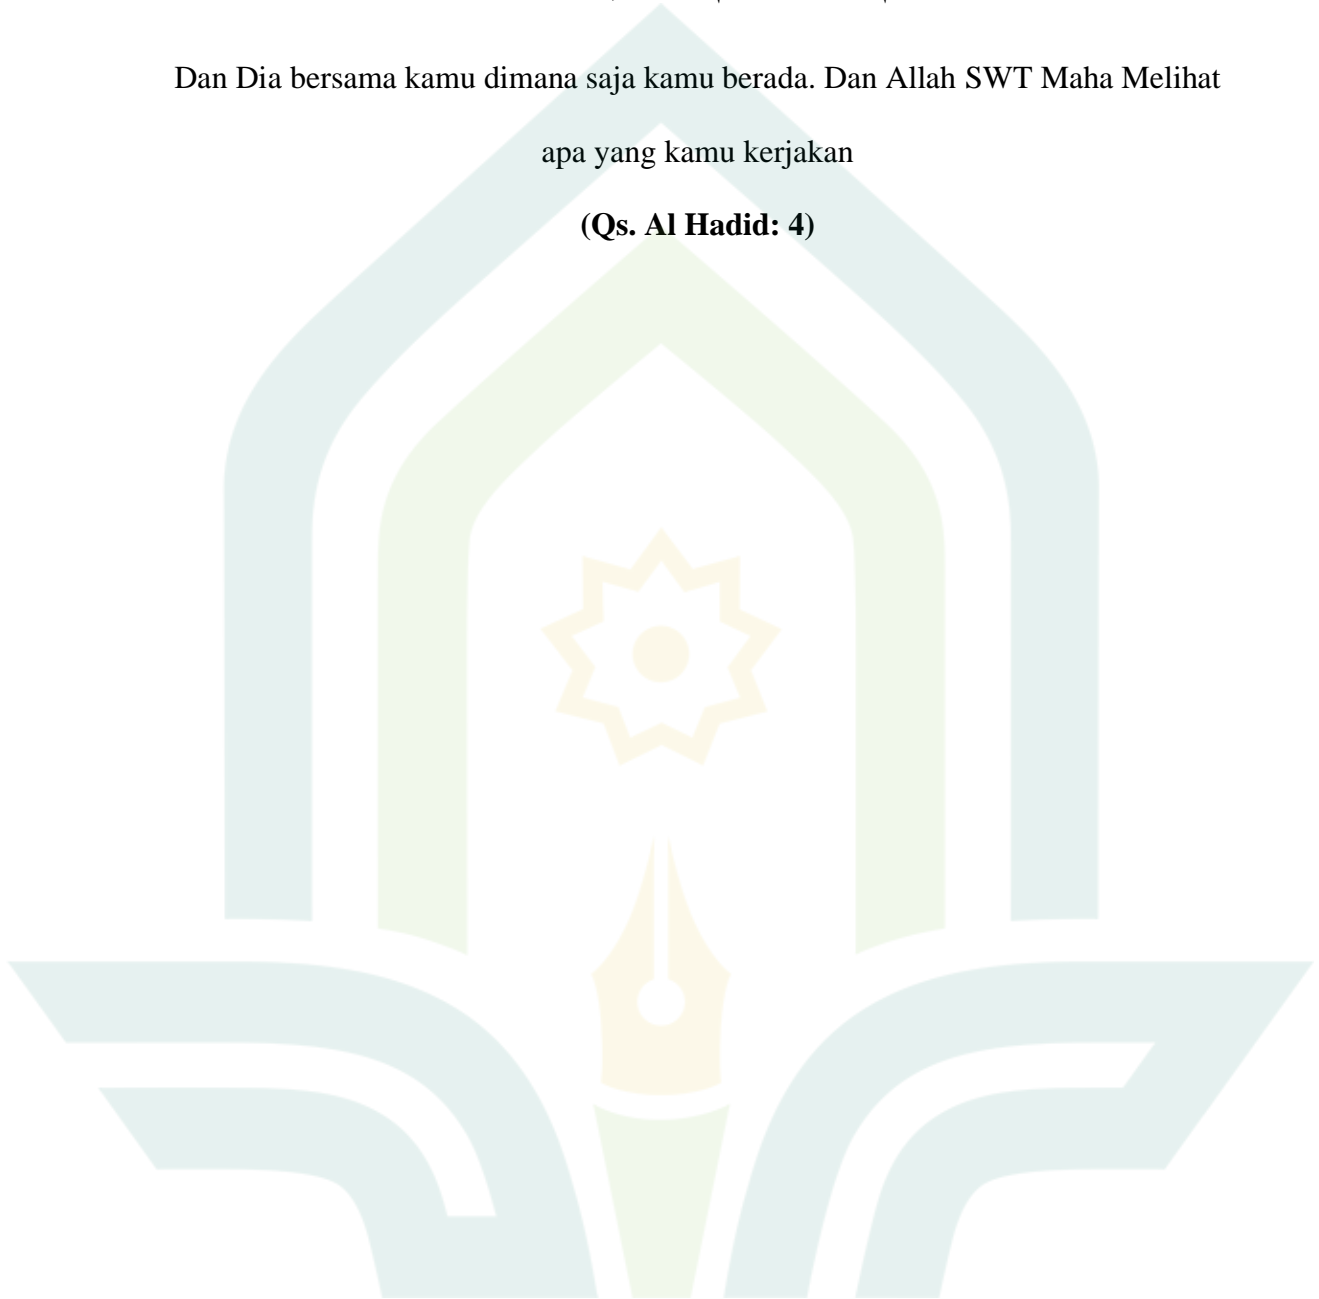 Dan Dia bersama kamu dimana saja kamu berada. Dan Allah SWT Maha Melihat
apa yang kamu kerjakan
(Qs. Al Hadid: 4)